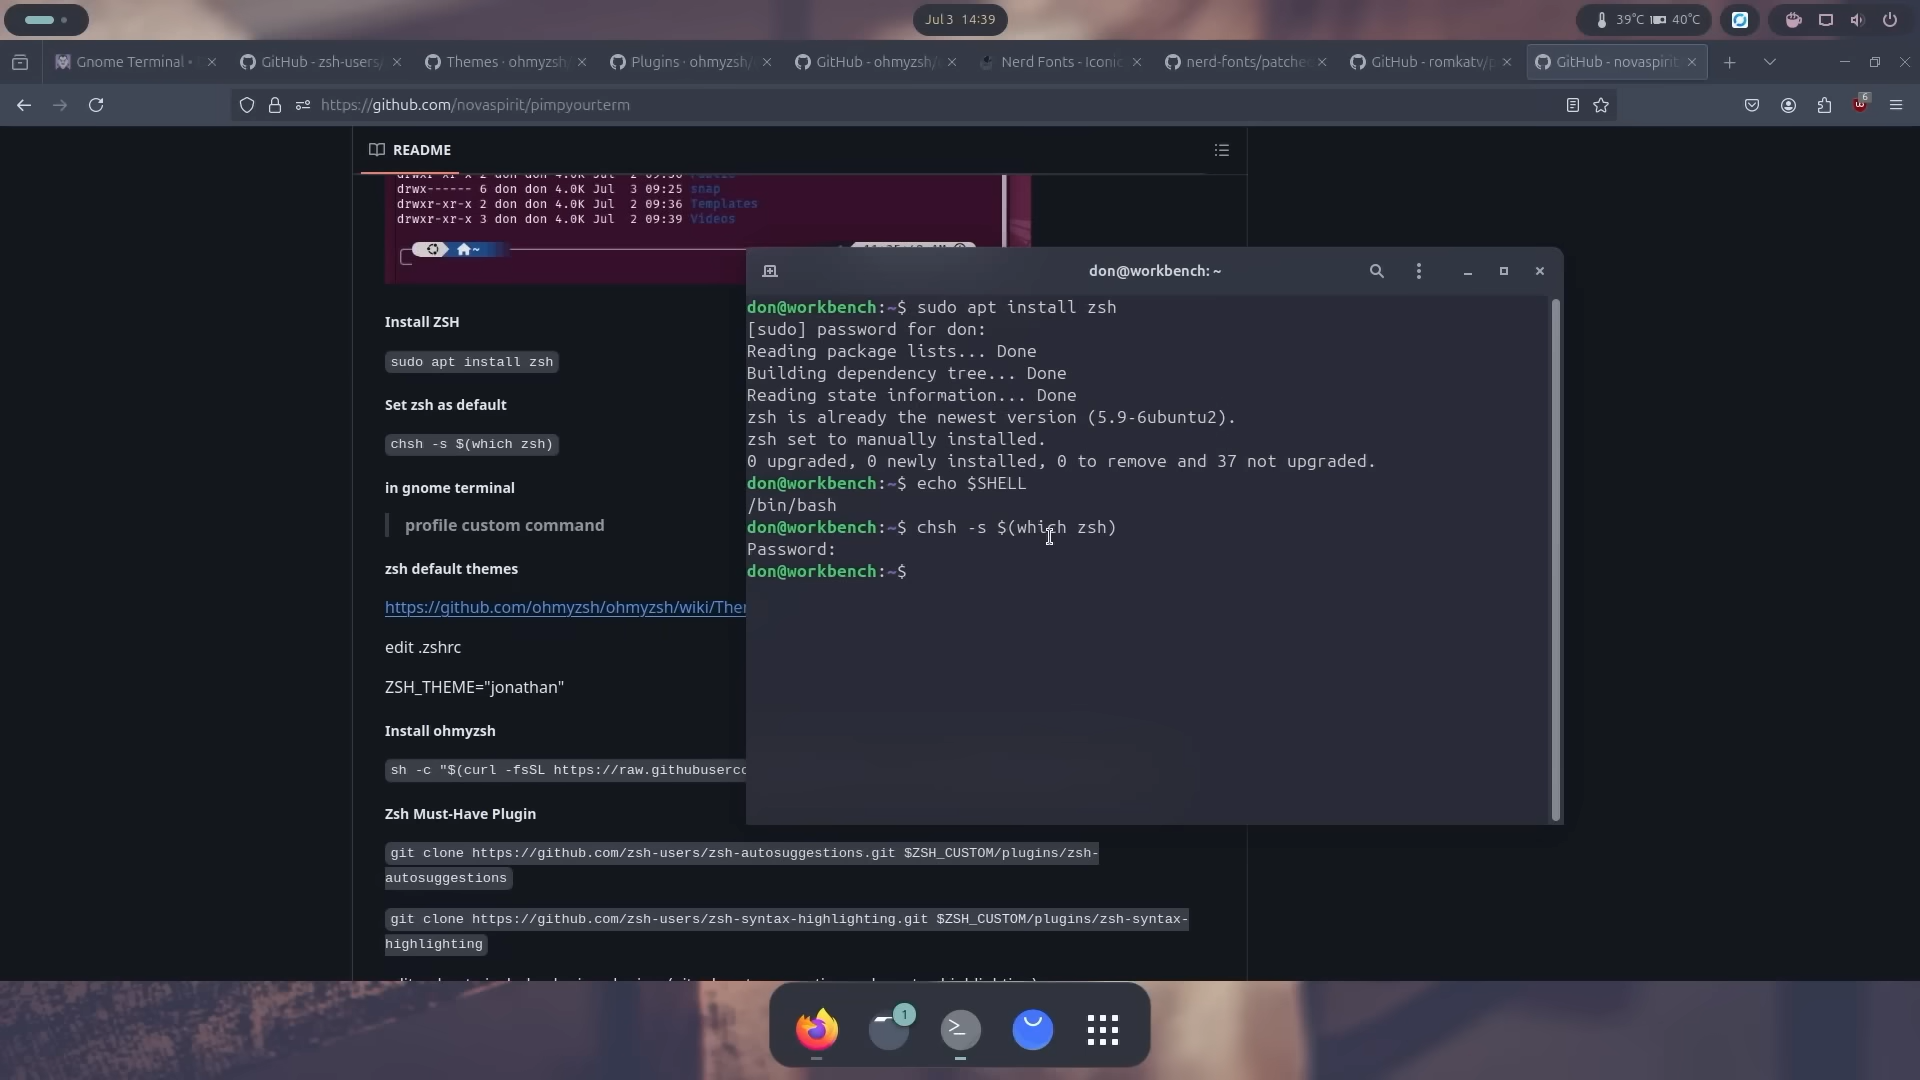 Jul 3 14:39
39°C 40°C
Gnome Terminal •
GitHub - zsh-users/
Themes · ohmyzsh
Plugins · ohmyzsh/
GitHub - ohmyzsh/
Nerd Fonts - Iconic
nerd-fonts/patche
GitHub - romkatv/p
GitHub - novaspirit
https://github.com/novaspirit/pimpyourterm
6
README
drwx------ 6 don don 4.0K Jul  3 09:25 snap
drwxr-xr-x 2 don don 4.0K Jul  2 09:36 Templates
drwxr-xr-x 3 don don 4.0K Jul  2 09:39 Videos
~
Install ZSH
sudo apt install zsh
Set zsh as default
chsh -s $(which zsh)
in gnome terminal
profile custom command
zsh default themes
https://github.com/ohmyzsh/ohmyzsh/wiki/Ther
edit .zshrc
ZSH_THEME="jonathan"
Install ohmyzsh
sh -c "$(curl -fsSL https://raw.githubuserco
Zsh Must-Have Plugin
git clone https://github.com/zsh-users/zsh-autosuggestions.git $ZSH_CUSTOM/plugins/zsh-
autosuggestions
git clone https://github.com/zsh-users/zsh-syntax-highlighting.git $ZSH_CUSTOM/plugins/zsh-syntax-
highlighting
don@workbench: ~
don@workbench:~$ sudo apt install zsh
[sudo] password for don:
Reading package lists... Done
Building dependency tree... Done
Reading state information... Done
zsh is already the newest version (5.9-6ubuntu2).
zsh set to manually installed.
0 upgraded, 0 newly installed, 0 to remove and 37 not upgraded.
don@workbench:~$ echo $SHELL
/bin/bash
don@workbench:~$ chsh -s $(which zsh)
Password:
don@workbench:~$
1